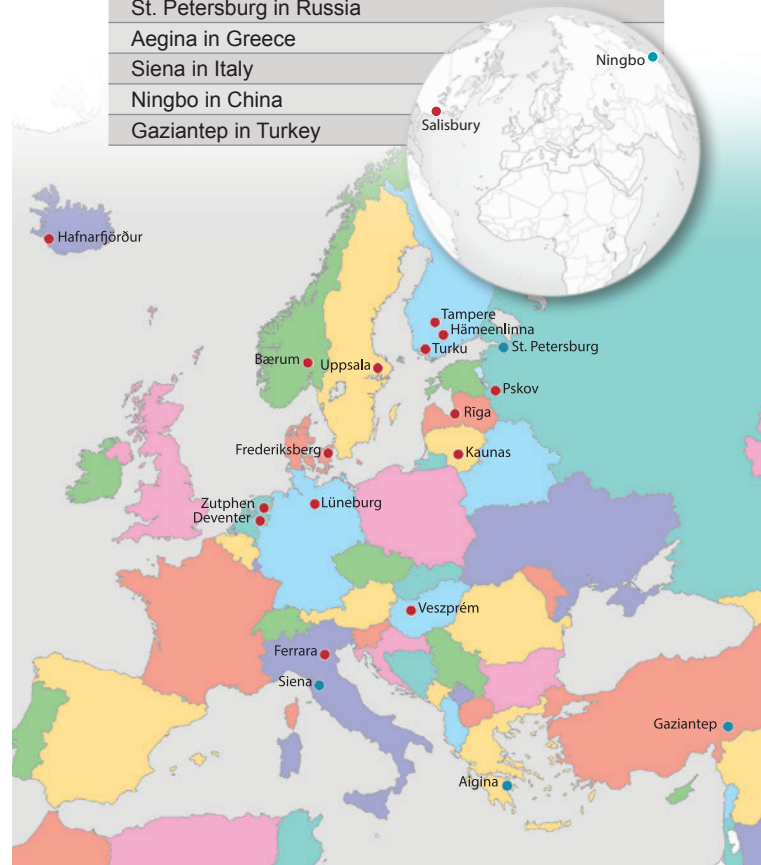 St. Petersburg in Russia
Aegina in Greece
Siena in Italy
Ningbo in China
Gaziantep in Turkey
Ningbo
Salisbury
Hafnarfjörður
Tampere
Hämeenlinna
Turku
St. Petersburg
Bærum
Uppsala
Pskov
Rīga
Frederiksberg
Kaunas
Zutphen
Deventer
Lüneburg
Veszprém
Ferrara
Siena
Gaziantep
Aigina